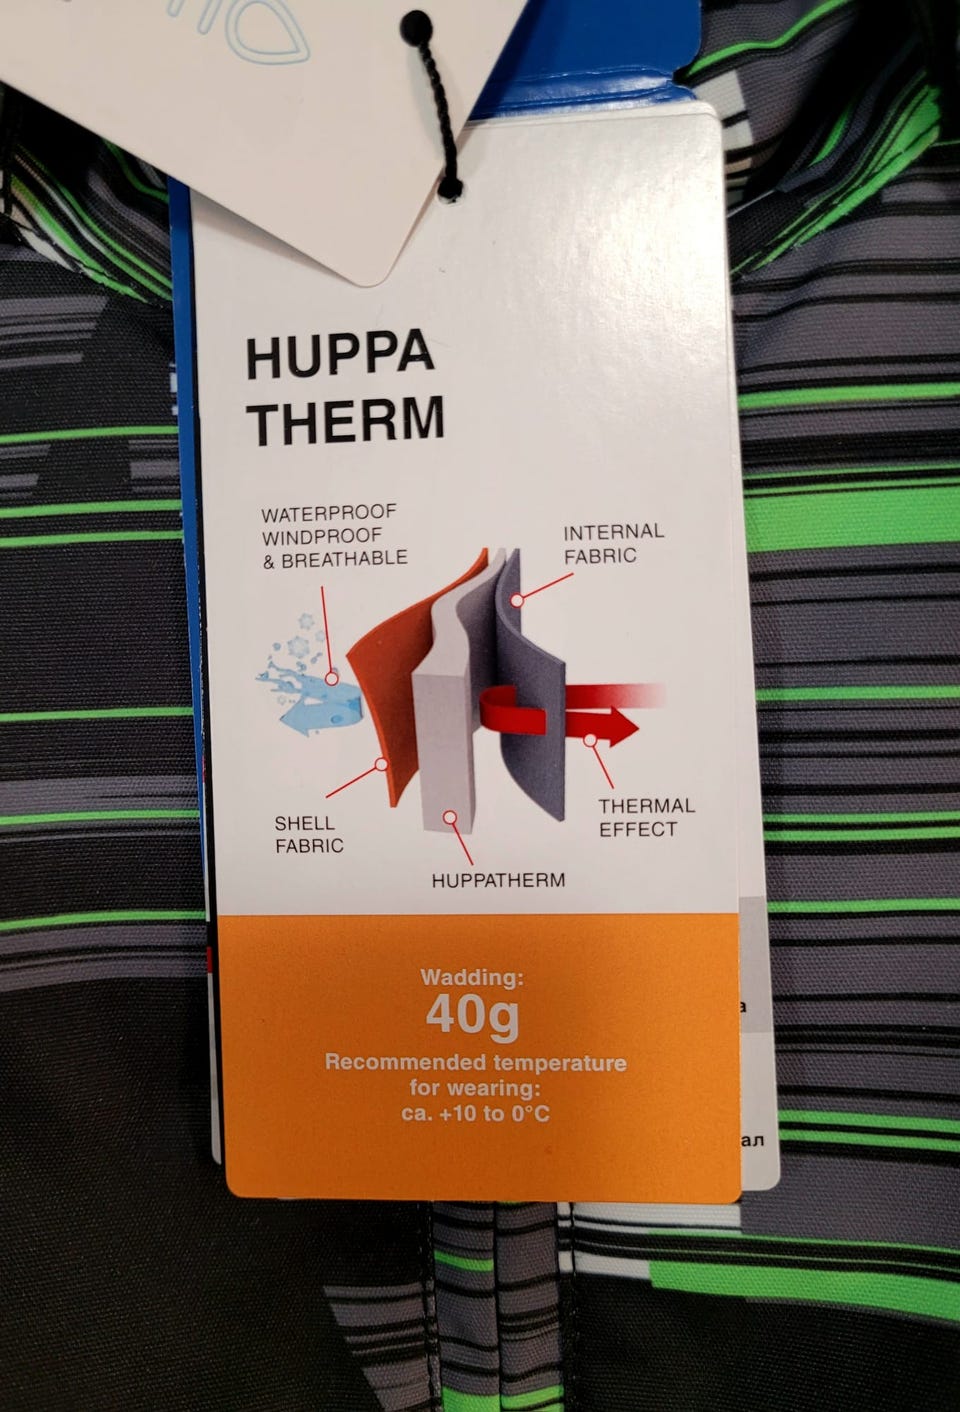 HUPPA
THERM
WATERPROOF
WINDPROOF
& BREATHABLE
INTERNAL
FABRIC
SHELL
FABRIC
THERMAL
EFFECT
HUPPATHERM
Wadding:
40g
Recommended temperature
for wearing:
ca. +10 to 0°C